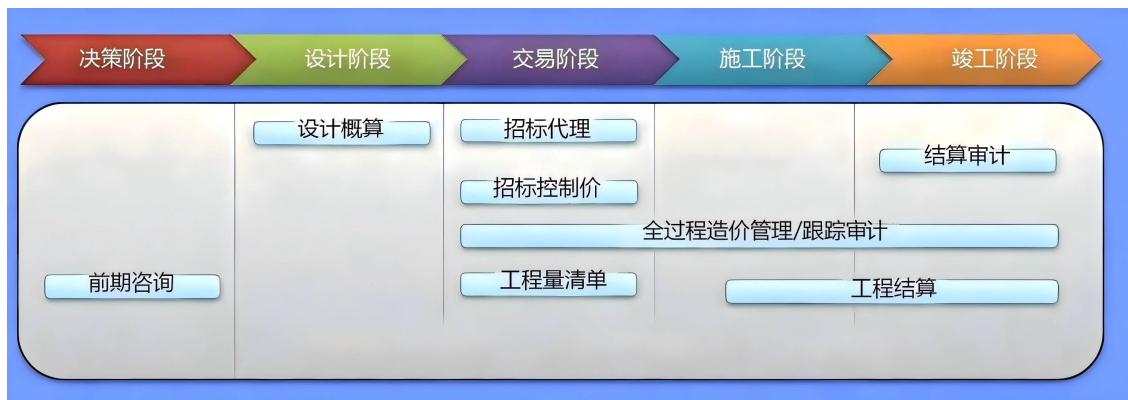 决策阶段
设计阶段
交易阶段
施工阶段
竣工阶段
设计概算
招标代理
结算审计
招标控制价
全过程造价管理/跟踪审计
前期咨询
工程量清单
工程结算